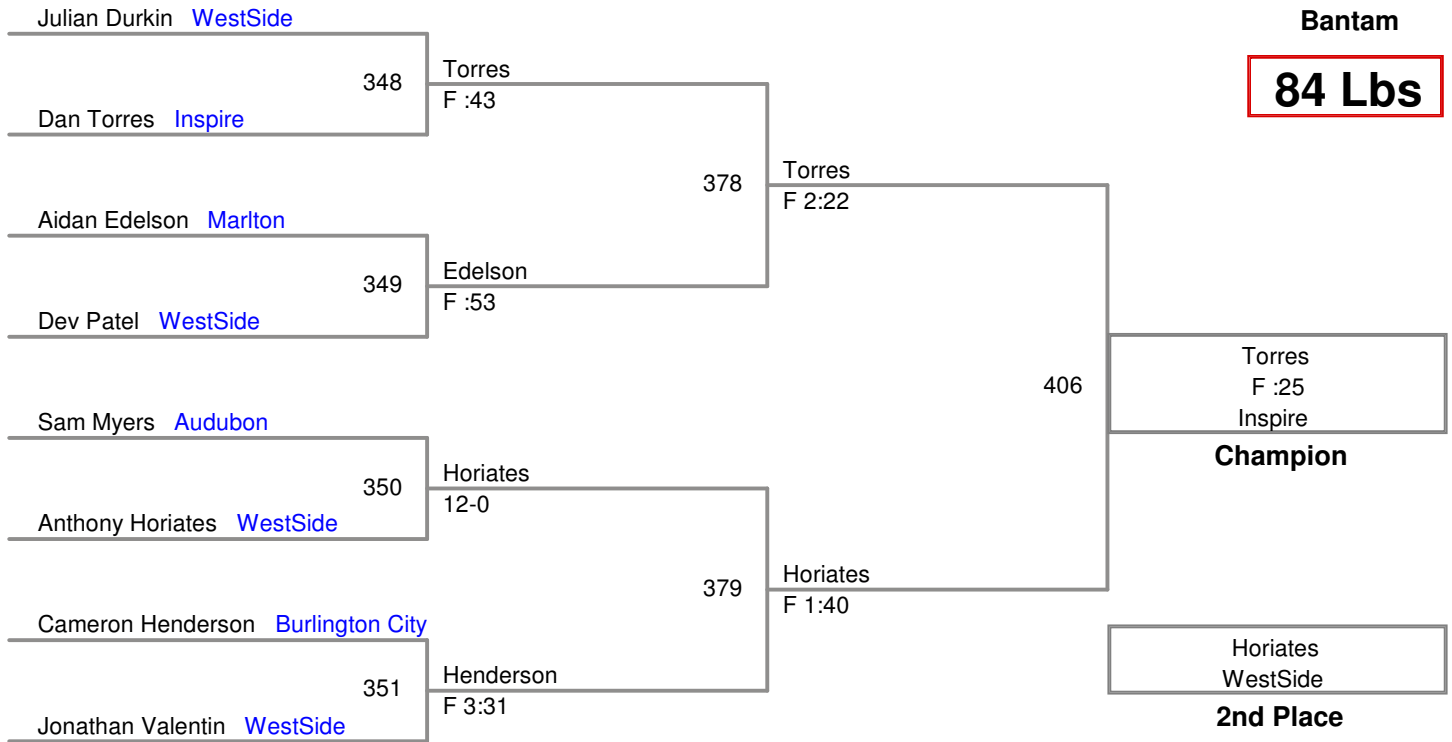 Julian Durkin WestSide
Bantam
84 Lbs
348
Torres
F :43
Dan Torres Inspire
378
Torres
F 2:22
Aidan Edelson Marlton
349
Edelson
F :53
Dev Patel WestSide
406
Torres
F :25
Inspire
Champion
Sam Myers Audubon
350
Horiates
12-0
Anthony Horiates WestSide
379
Horiates
F 1:40
Cameron Henderson Burlington City
351
Henderson
F 3:31
Jonathan Valentin WestSide
Horiates
WestSide
2nd Place